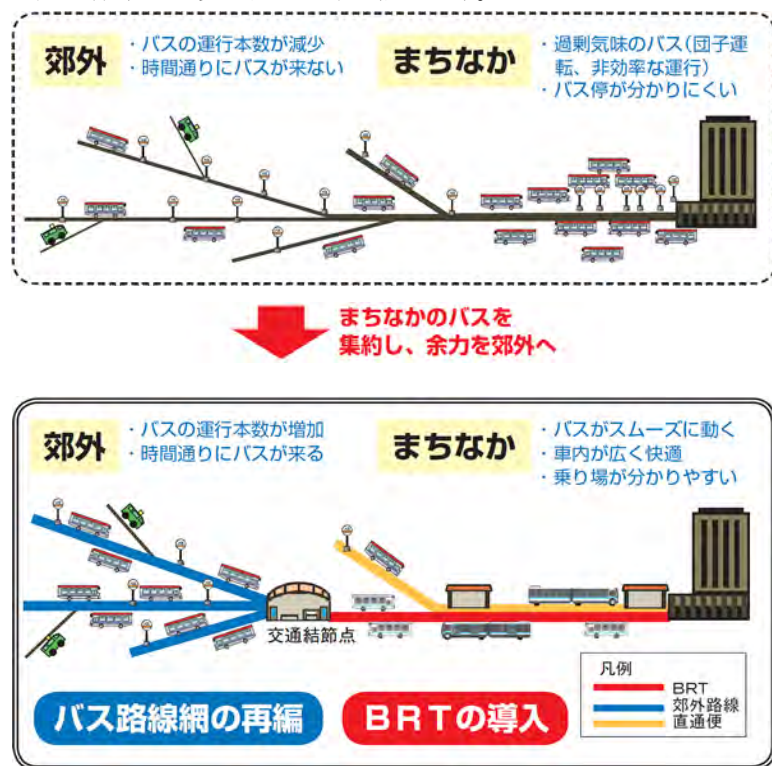 郊外
・バスの運行本数が減少
・時間通りにバスが来ない
まちなか
・過剰気味のバス(団子運
転、非効率な運行)
・バス停が分かりにくい
まちなかのバスを
集約し、余力を郊外へ
郊外
・バスの運行本数が増加
・時間通りにバスが来る
まちなか
・バスがスムーズに動く
・車内が広く快適
・乗り場が分かりやすい
交通結節点
バス路線網の再編
BRTの導入
凡例
BRT
郊外路線
直通便